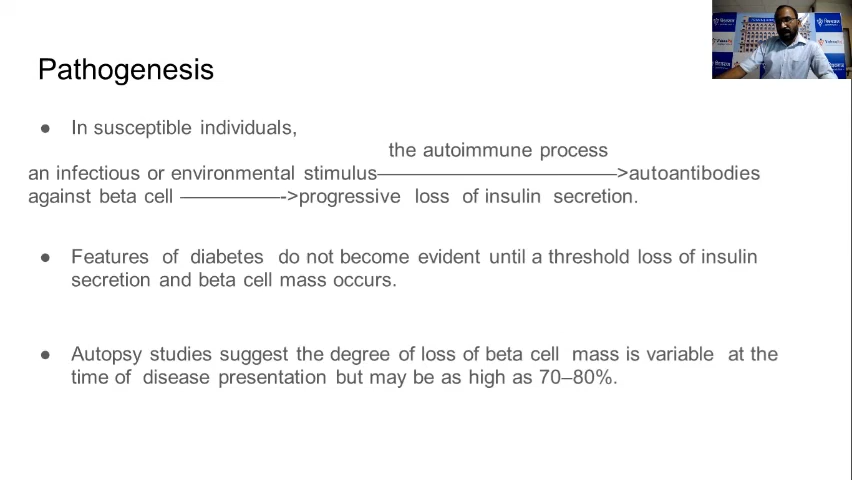 Pathogenesis
● In susceptible individuals,
the autoimmune process
an infectious or environmental stimulus———————————>autoantibodies
against beta cell —————->progressive loss of insulin secretion.
● Features of diabetes do not become evident until a threshold loss of insulin
secretion and beta cell mass occurs.
● Autopsy studies suggest the degree of loss of beta cell mass is variable at the
time of disease presentation but may be as high as 70–80%.